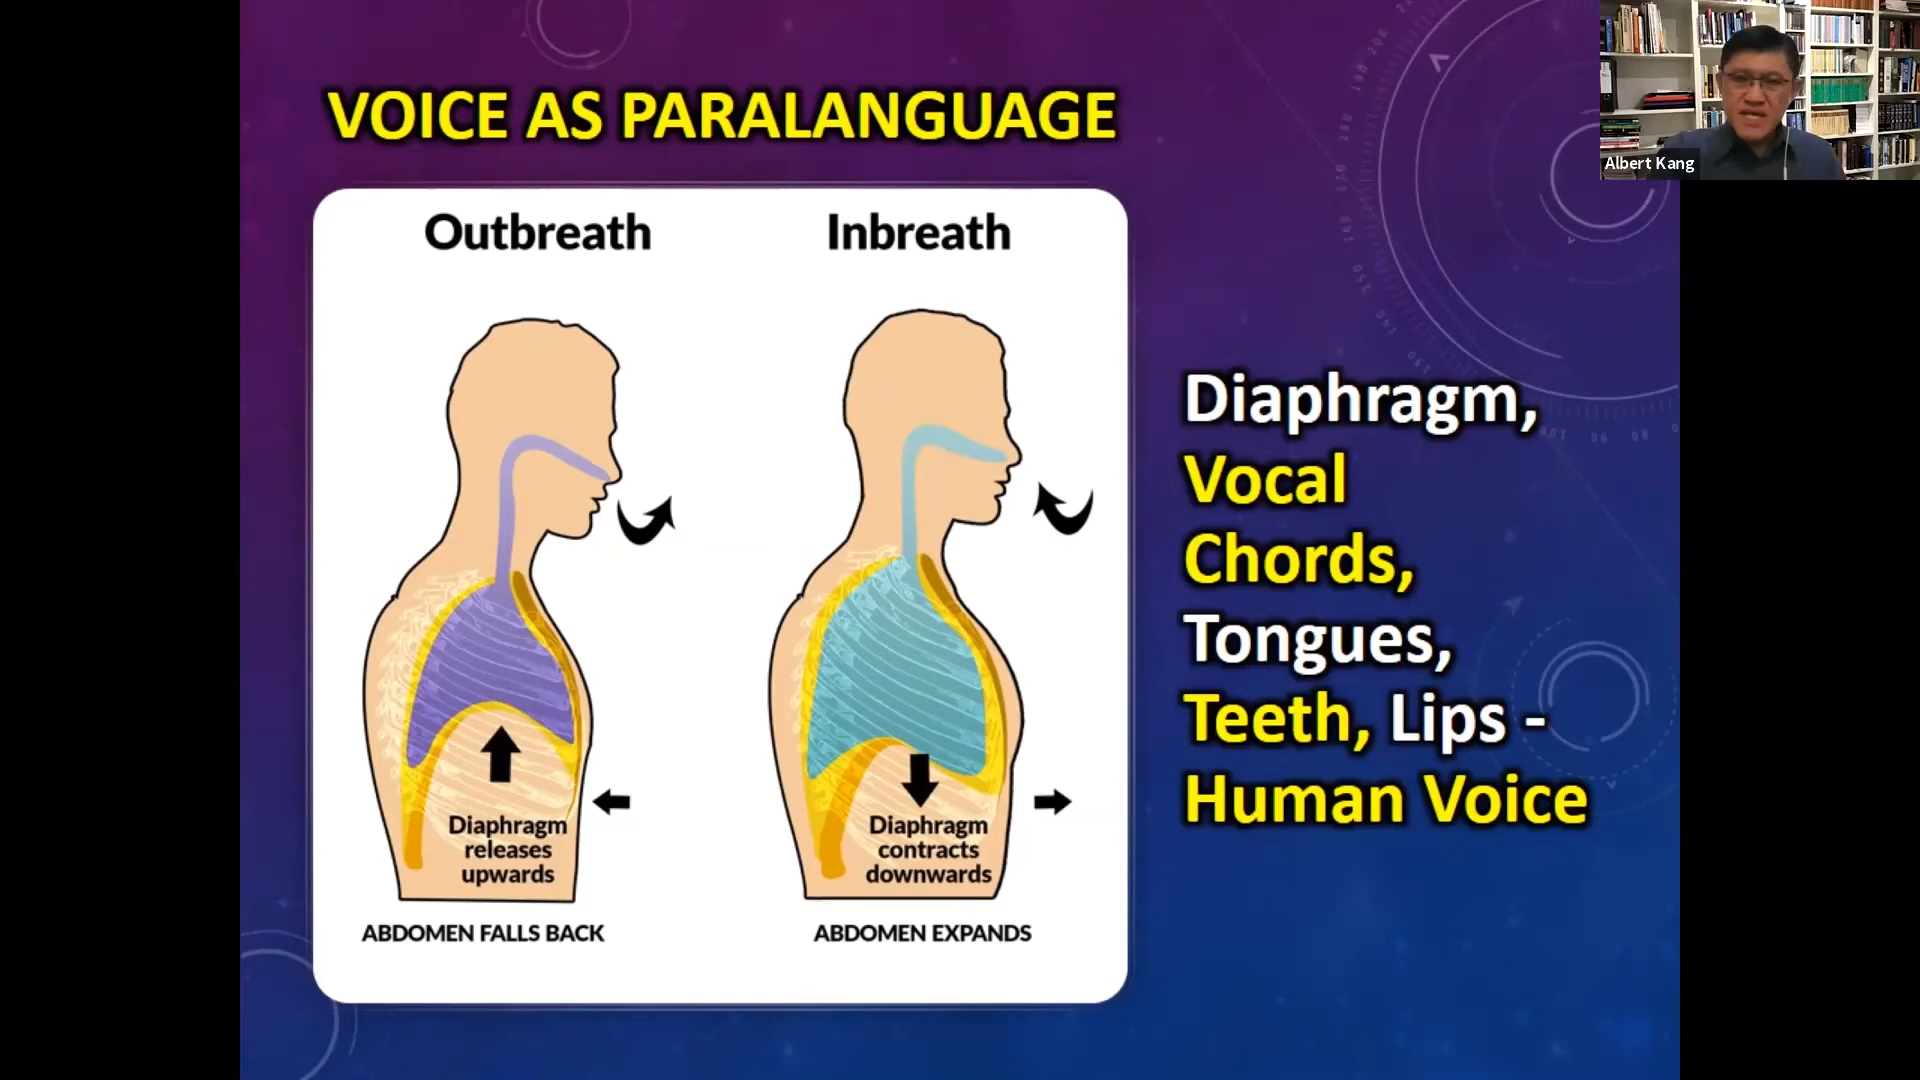 VOICE AS PARALANGUAGE
Outbreath
Inbreath
Diaphragm
releases
upwards
ABDOMEN FALLS BACK
Diaphragm
contracts
downwards
ABDOMEN EXPANDS
Diaphragm,
Vocal
Chords,
Tongues,
Teeth, Lips -
Human Voice
Albert Kang